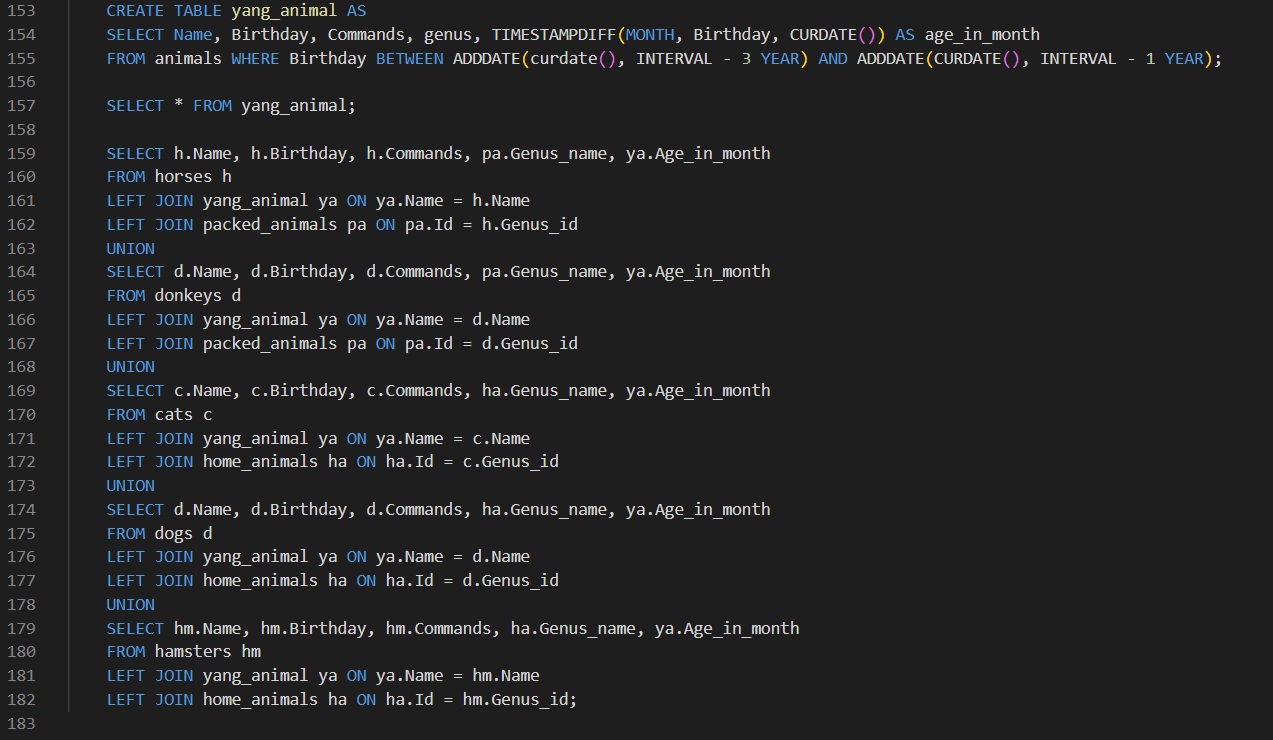 153 CREATE TABLE yang_animal AS
154 SELECT Name, Birthday, Commands, genus, TIMESTAMPDIFF(MONTH, Birthday, CURDATE()) AS age_in_month
155 FROM animals WHERE Birthday BETWEEN ADDDATE(curdate(), INTERVAL - 3 YEAR) AND ADDDATE(CURDATE(), INTERVAL - 1 YEAR);
156
157 SELECT * FROM yang_animal;
158
159 SELECT h.Name, h.Birthday, h.Commands, pa.Genus_name, ya.Age_in_month
160 FROM horses h
161 LEFT JOIN yang_animal ya ON ya.Name = h.Name
162 LEFT JOIN packed_animals pa ON pa.Id = h.Genus_id
163 UNION
164 SELECT d.Name, d.Birthday, d.Commands, pa.Genus_name, ya.Age_in_month
165 FROM donkeys d
166 LEFT JOIN yang_animal ya ON ya.Name = d.Name
167 LEFT JOIN packed_animals pa ON pa.Id = d.Genus_id
168 UNION
169 SELECT c.Name, c.Birthday, c.Commands, ha.Genus_name, ya.Age_in_month
170 FROM cats c
171 LEFT JOIN yang_animal ya ON ya.Name = c.Name
172 LEFT JOIN home_animals ha ON ha.Id = c.Genus_id
173 UNION
174 SELECT d.Name, d.Birthday, d.Commands, ha.Genus_name, ya.Age_in_month
175 FROM dogs d
176 LEFT JOIN yang_animal ya ON ya.Name = d.Name
177 LEFT JOIN home_animals ha ON ha.Id = d.Genus_id
178 UNION
179 SELECT hm.Name, hm.Birthday, hm.Commands, ha.Genus_name, ya.Age_in_month
180 FROM hamsters hm
181 LEFT JOIN yang_animal ya ON ya.Name = hm.Name
182 LEFT JOIN home_animals ha ON ha.Id = hm.Genus_id;
183